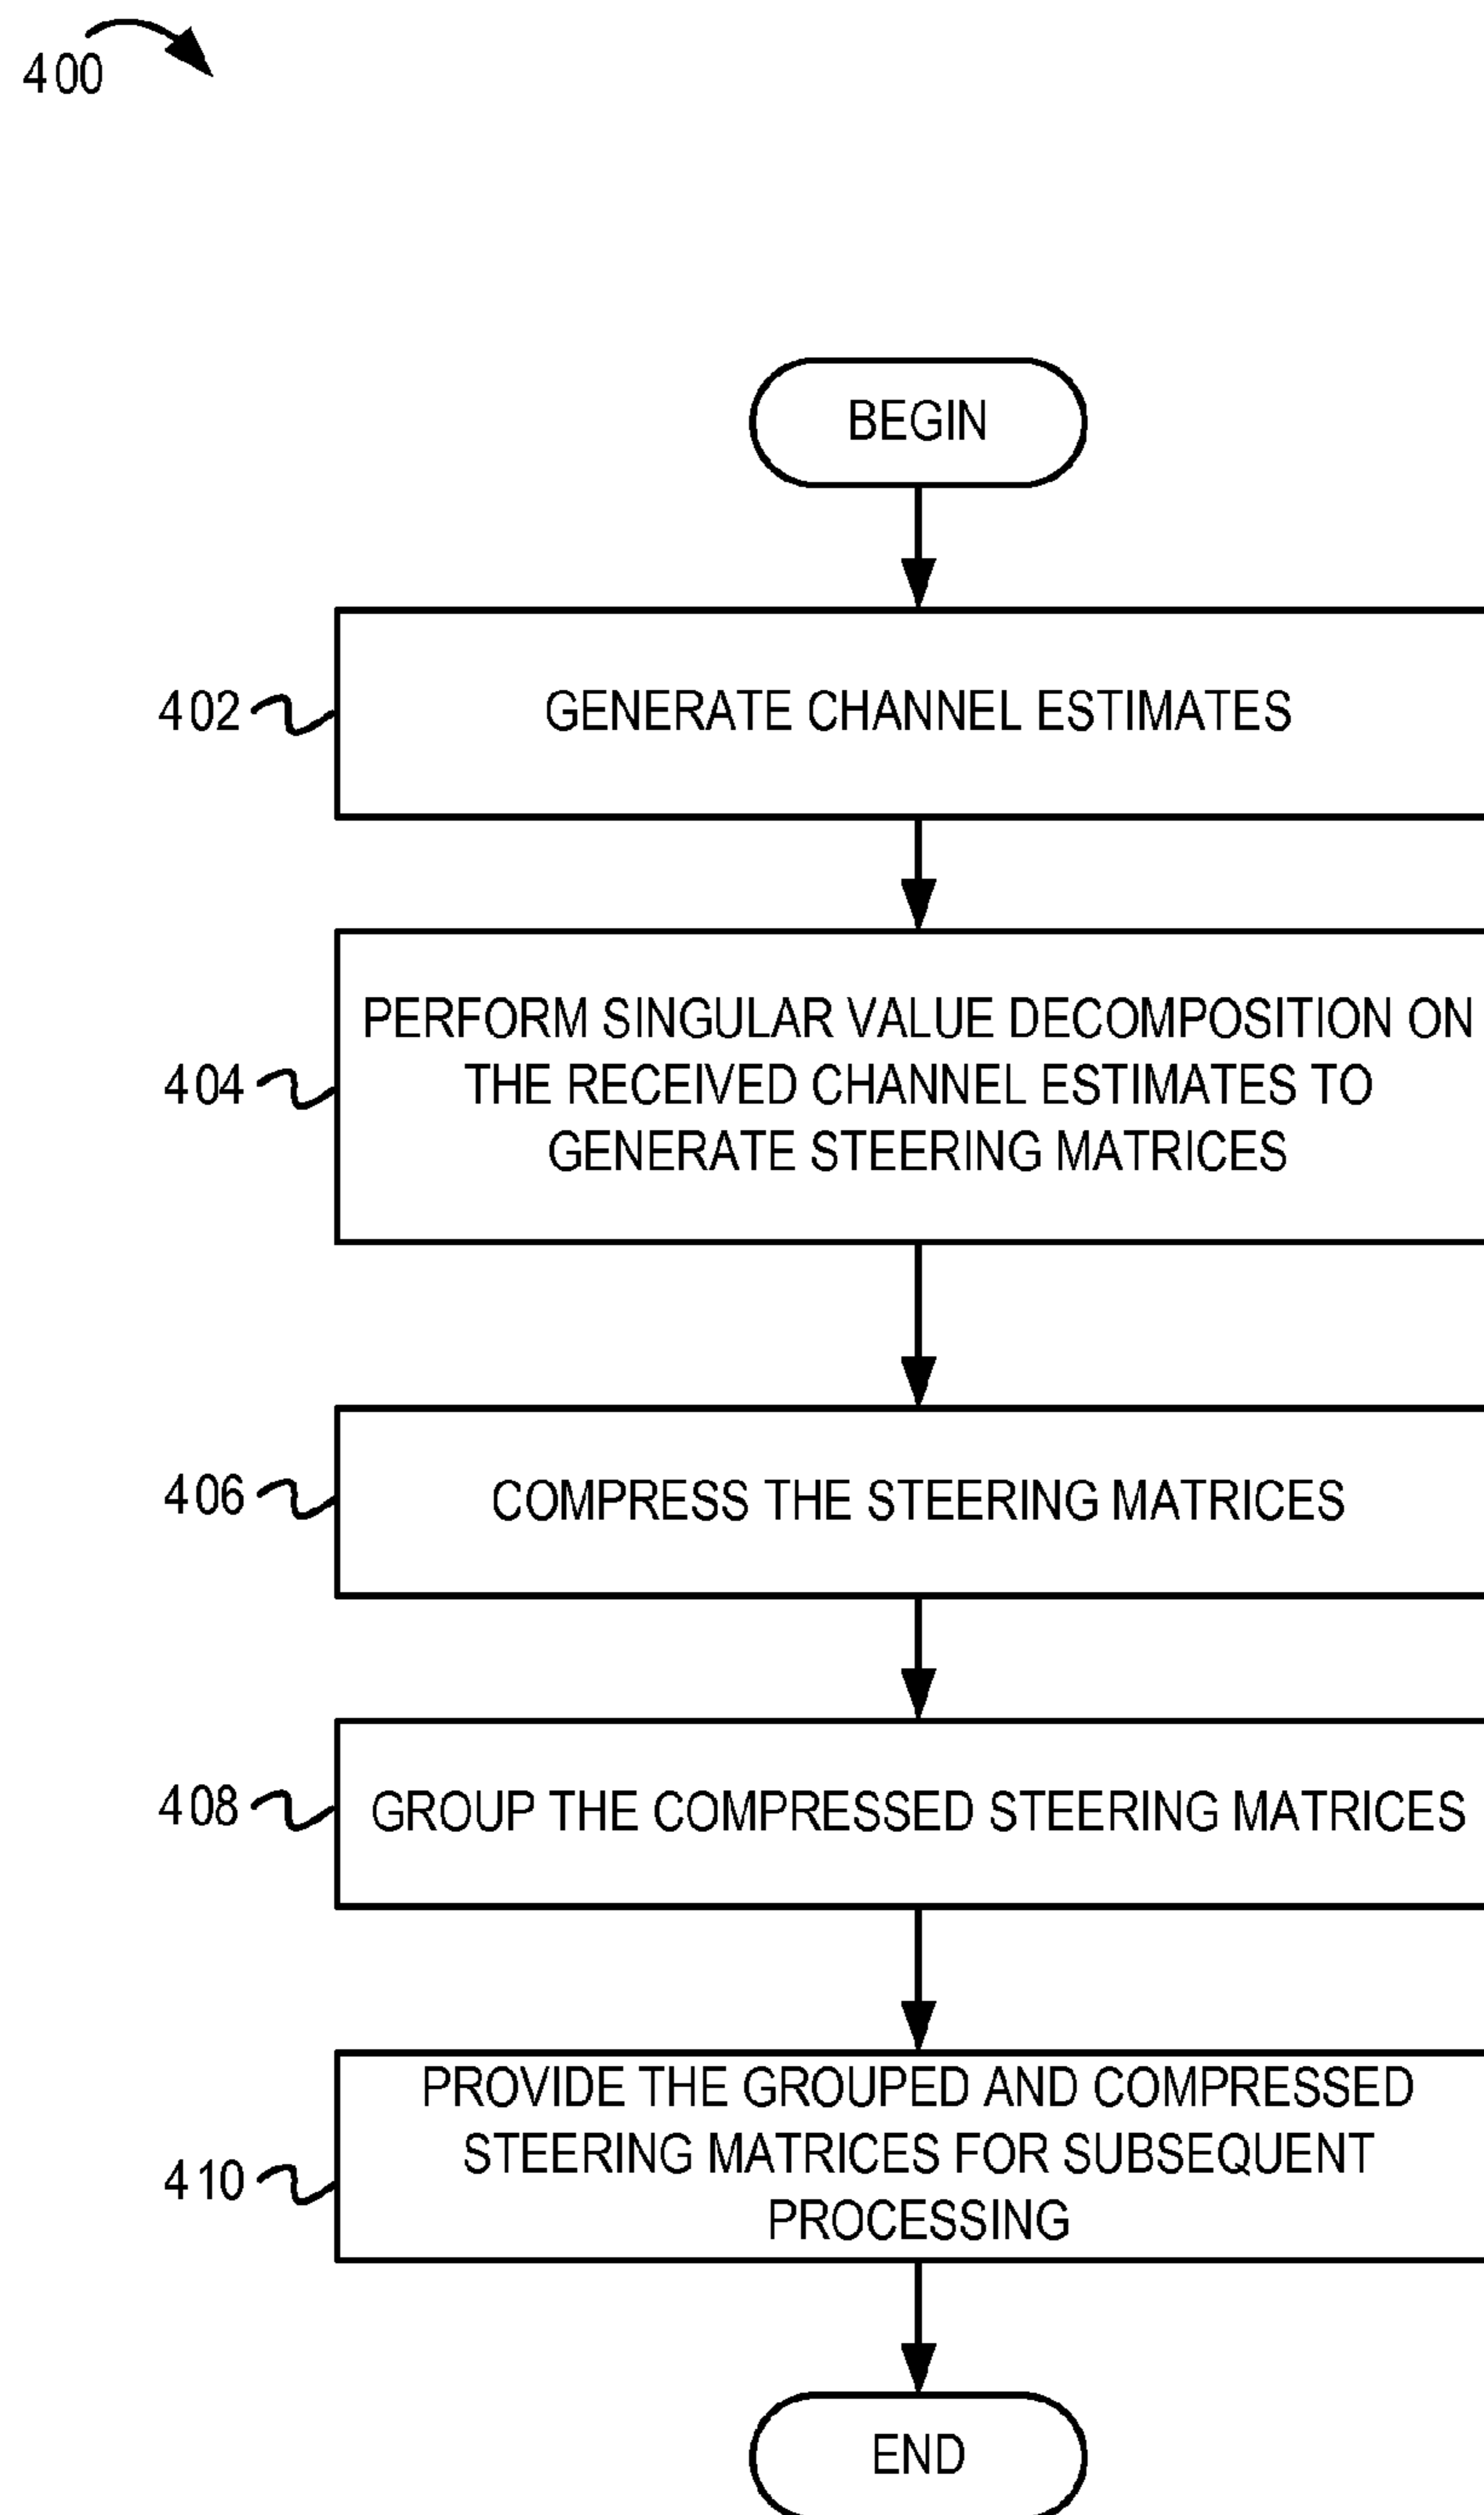 400
BEGIN
402
GENERATE CHANNEL ESTIMATES
404
PERFORM SINGULAR VALUE DECOMPOSITION ON
THE RECEIVED CHANNEL ESTIMATES TO
GENERATE STEERING MATRICES
406
COMPRESS THE STEERING MATRICES
408
GROUP THE COMPRESSED STEERING MATRICES
410
PROVIDE THE GROUPED AND COMPRESSED
STEERING MATRICES FOR SUBSEQUENT
PROCESSING
END